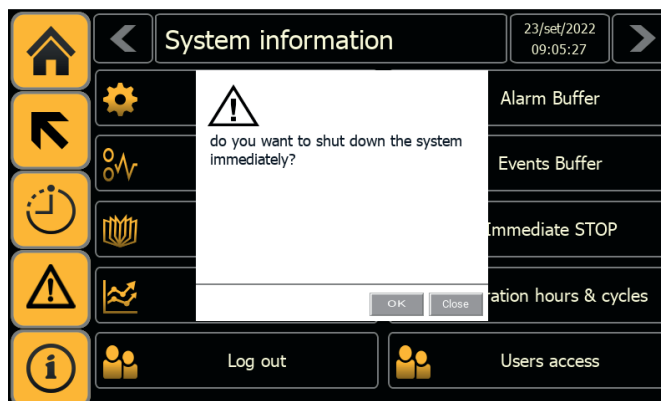 System information
23/set/2022
09:05:27
Alarm Buffer
do you want to shut down the system
immediately?
Events Buffer
Immediate STOP
OK
Close
ration hours & cycles
Log out
Users access